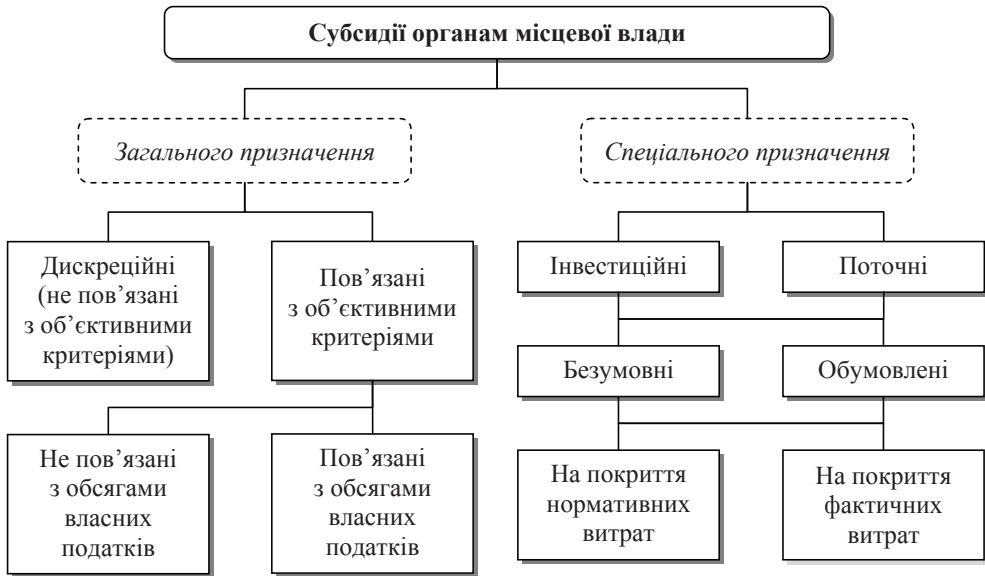 Субсидії органам місцевої влади
Загального призначення
Спеціального призначення
Дискреційні
(не пов’язані
з об’єктивними
критеріями)
Пов’язані
з об’єктивними
критеріями
Інвестиційні
Поточні
Безумовні
Обумовлені
Не пов’язані
з обсягами
власних
податків
Пов’язані
з обсягами
власних
податків
На покриття
нормативних
витрат
На покриття
фактичних
витрат